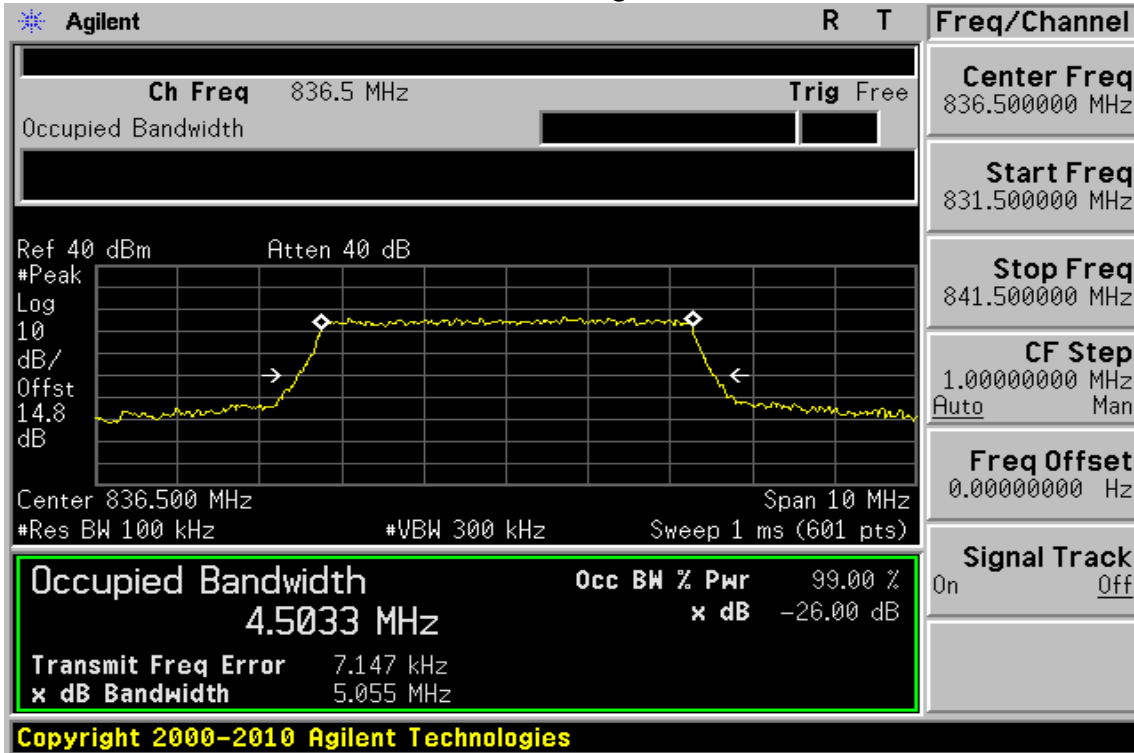 Agilent R T
Ch Freq 836.5 MHz Trig Free
Occupied Bandwidth
Ref 40 dBm Atten 40 dB
#Peak
Log
10
dB/
Offst
14.8
dB
Center 836.500 MHz Span 10 MHz
#Res BW 100 kHz #VBW 300 kHz Sweep 1 ms (601 pts)
Occupied Bandwidth Occ BW % Pwr 99.00 %
4.5033 MHz x dB -26.00 dB
Transmit Freq Error 7.147 kHz
x dB Bandwidth 5.055 MHz
Copyright 2000-2010 Agilent Technologies
Freq/Channel
Center Freq
836.500000 MHz
Start Freq
831.500000 MHz
Stop Freq
841.500000 MHz
CF Step
1.00000000 MHz
Auto Man
Freq Offset
0.00000000 Hz
Signal Track
On Off